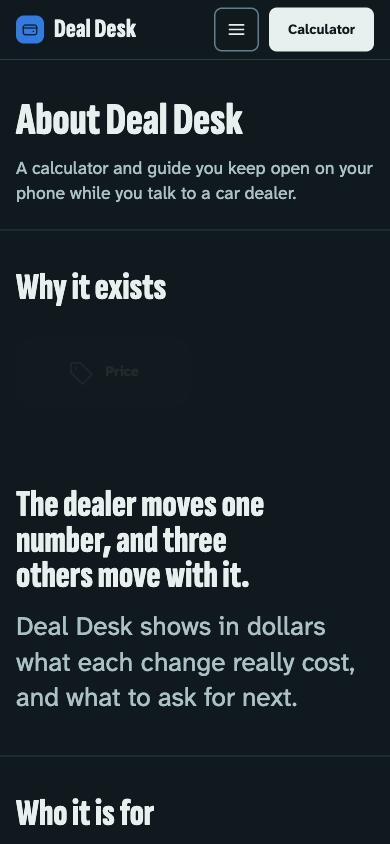 Deal Desk
Calculator
About Deal Desk
A calculator and guide you keep open on your
phone while you talk to a car dealer.
Why it exists
Price
The dealer moves one
number, and three
others move with it.
Deal Desk shows in dollars
what each change really cost,
and what to ask for next.
Who it is for